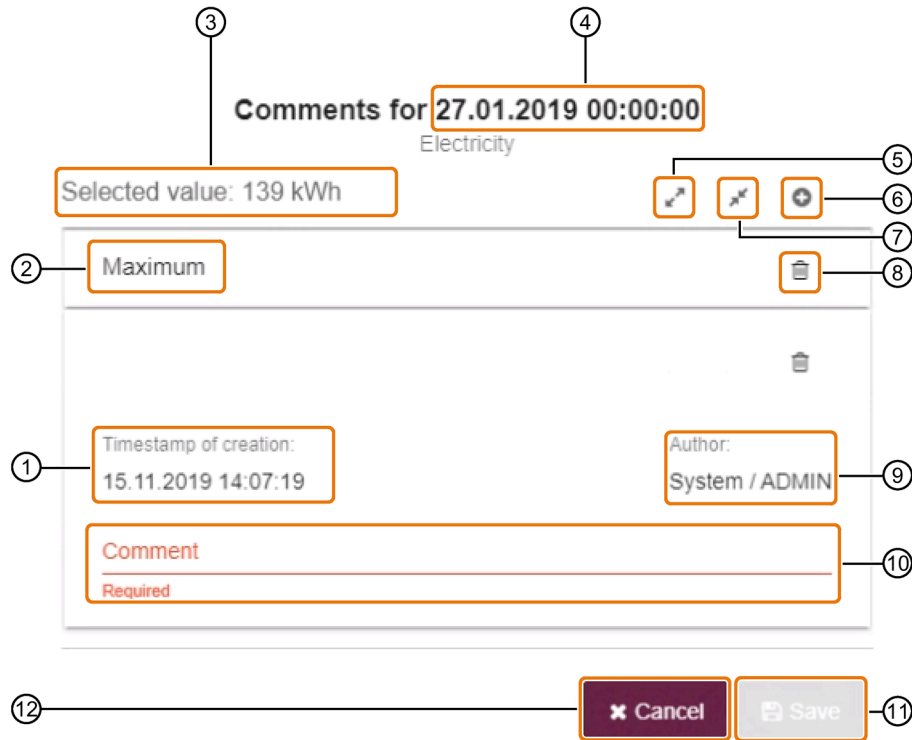 3 4
Comments for 27.01.2019 00:00:00
Electricity
5
Selected value: 139 kWh
6
7
2 Maximum 8
Timestamp of creation: Author:
1 15.11.2019 14:07:19 System / ADMIN 9
Comment
10
Required
12 Cancel Save 11